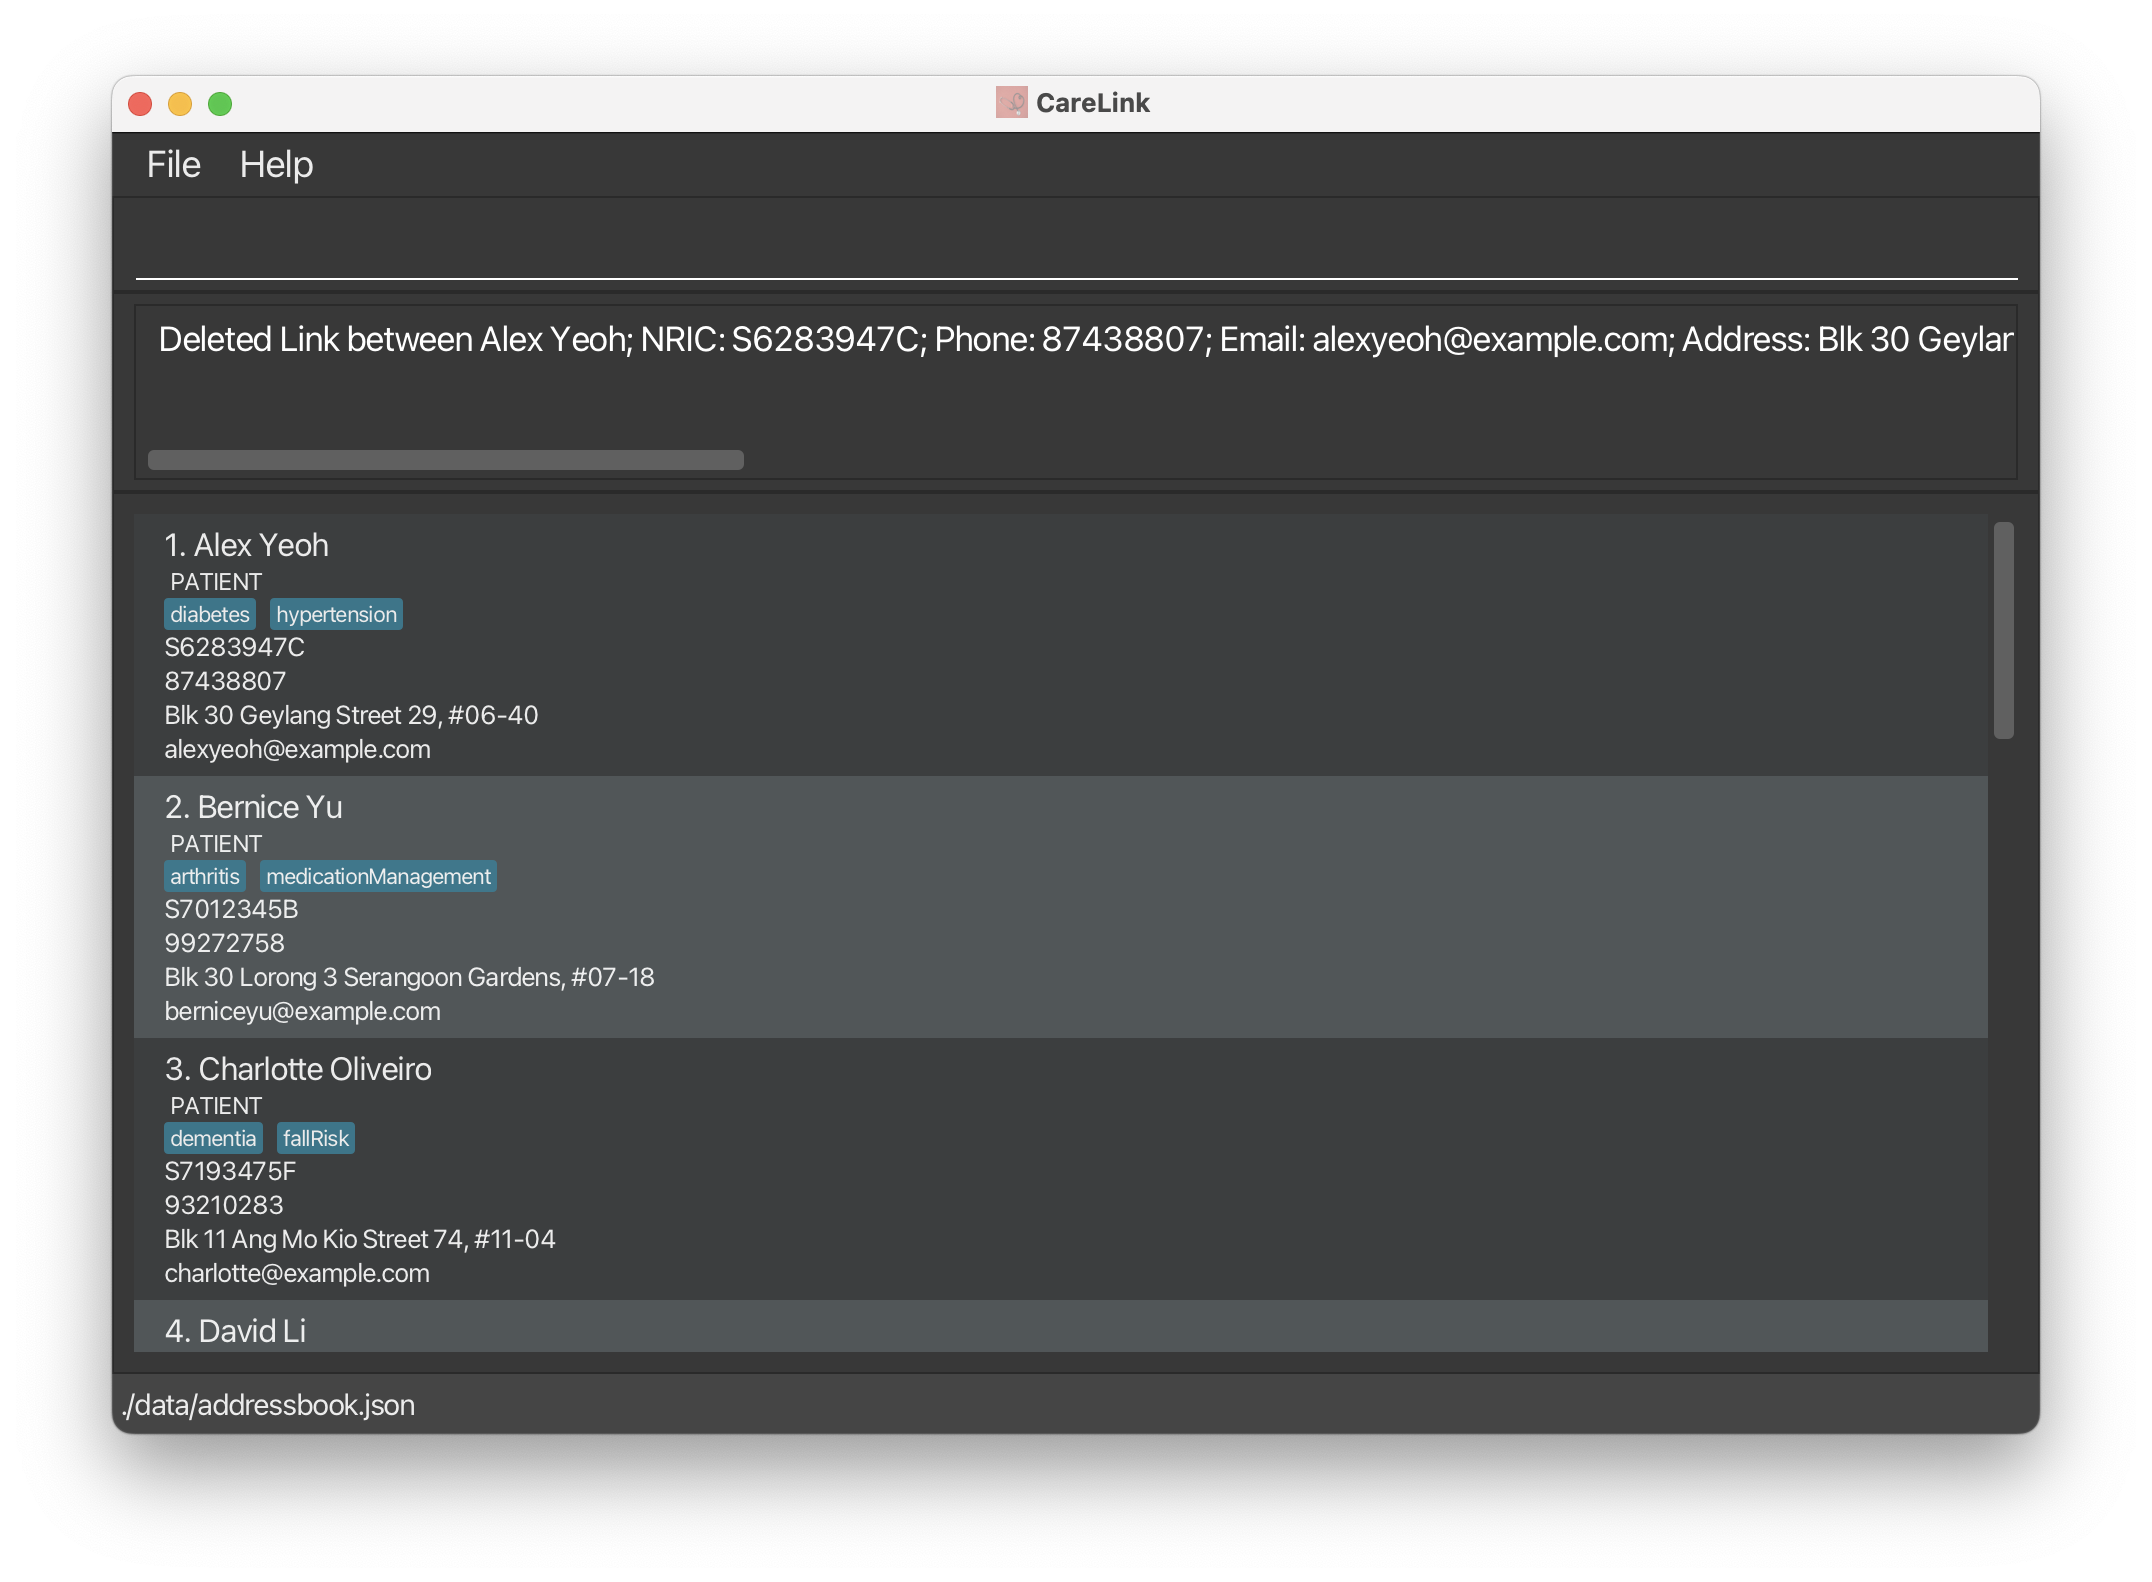 CareLink
File Help
Deleted Link between Alex Yeoh; NRIC: S6283947C; Phone: 87438807; Email: alexyeoh@example.com; Address: Blk 30 Geylan
1. Alex Yeoh
PATIENT
diabetes hypertension
S6283947C
87438807
Blk 30 Geylang Street 29, #06-40
alexyeoh@example.com
2. Bernice Yu
PATIENT
arthritis medicationManagement
S7012345B
99272758
Blk 30 Lorong 3 Serangoon Gardens, #07-18
berniceyu@example.com
3. Charlotte Oliveiro
PATIENT
dementia fallRisk
S7193475F
93210283
Blk 11 Ang Mo Kio Street 74, #11-04
charlotte@example.com
4. David Li
./data/addressbook.json